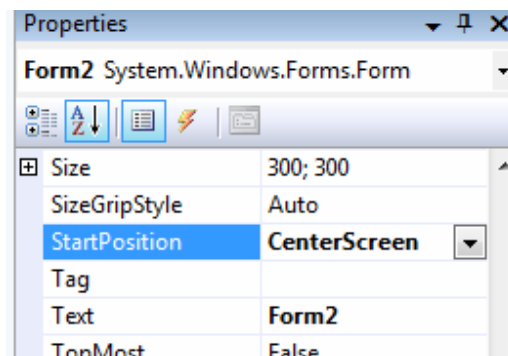 Properties
Form2 System.Windows.Forms.Form
Size 300; 300
SizeGripStyle Auto
StartPosition CenterScreen
Tag
Text Form2
TopMost False